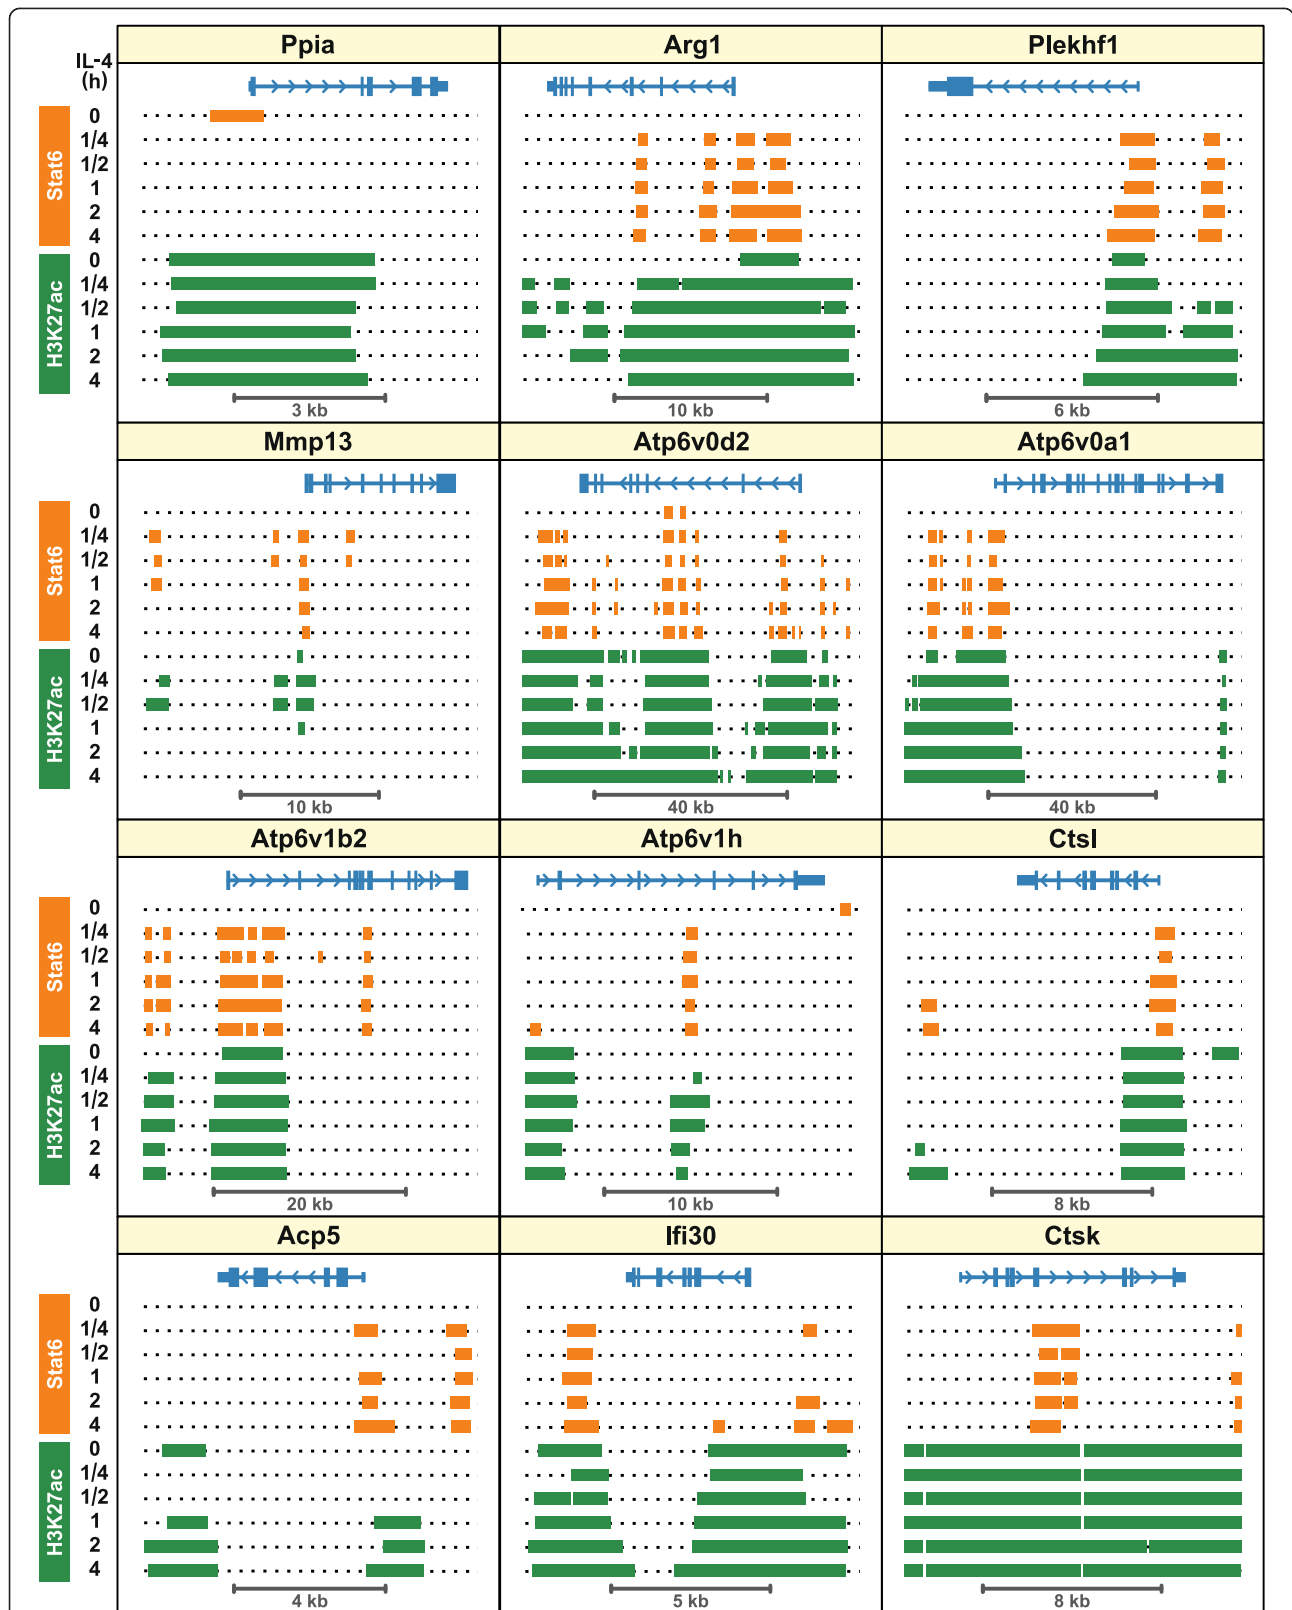 Ppia Arg1 Plekhf1
IL-4
(h)
Stat6
0
1/4
1/2
1
2
4
H3K27ac
0
1/4
1/2
1
2
4
3 kb 10 kb 6 kb
Mmp13 Atp6v0d2 Atp6v0a1
Stat6
0
1/4
1/2
1
2
4
H3K27ac
0
1/4
1/2
1
2
4
10 kb 40 kb 40 kb
Atp6v1b2 Atp6v1h Ctsl
Stat6
0
1/4
1/2
1
2
4
H3K27ac
0
1/4
1/2
1
2
4
20 kb 10 kb 8 kb
Acp5 Ifi30 Ctsk
Stat6
0
1/4
1/2
1
2
4
H3K27ac
0
1/4
1/2
1
2
4
4 kb 5 kb 8 kb